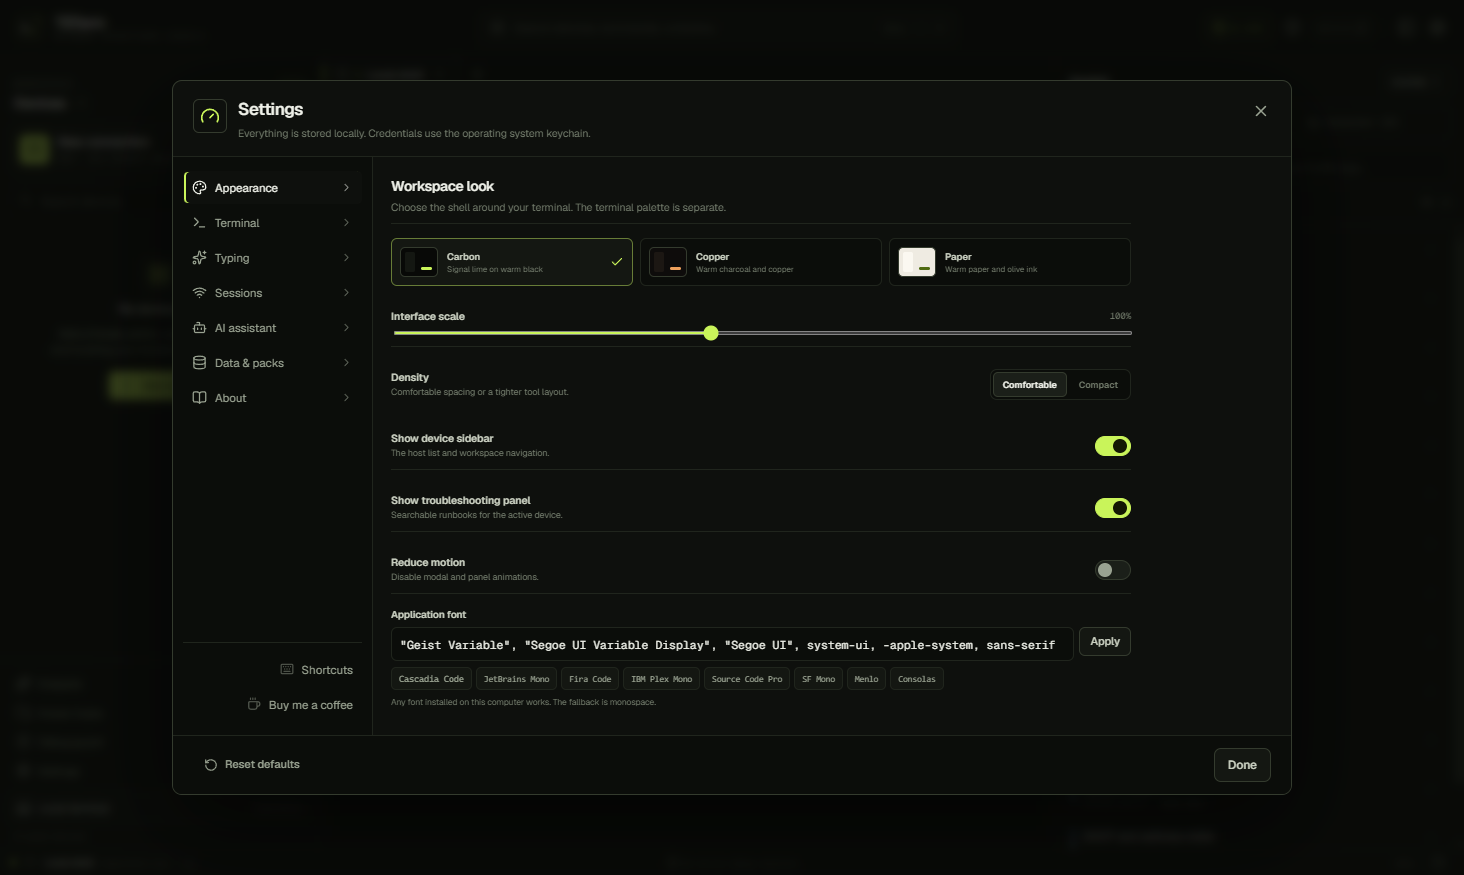 Settings
Everything is stored locally. Credentials use the operating system keychain.
Appearance
Terminal
Typing
Sessions
AI assistant
Data & packs
About
Shortcuts
Buy me a coffee
Workspace look
Choose the shell around your terminal. The terminal palette is separate.
Carbon
Signal lime on warm black
Copper
Warm charcoal and copper
Paper
Warm paper and olive ink
Interface scale
100%
Density
Comfortable spacing or a tighter tool layout.
Comfortable
Compact
Show device sidebar
The host list and workspace navigation.
Show troubleshooting panel
Searchable runbooks for the active device.
Reduce motion
Disable modal and panel animations.
Application font
"Geist Variable", "Segoe UI Variable Display", "Segoe UI", system-ui, -apple-system, sans-serif
Apply
Cascadia Code
JetBrains Mono
Fira Code
IBM Plex Mono
Source Code Pro
SF Mono
Menlo
Consolas
Any font installed on this computer works. The fallback is monospace.
Reset defaults
Done